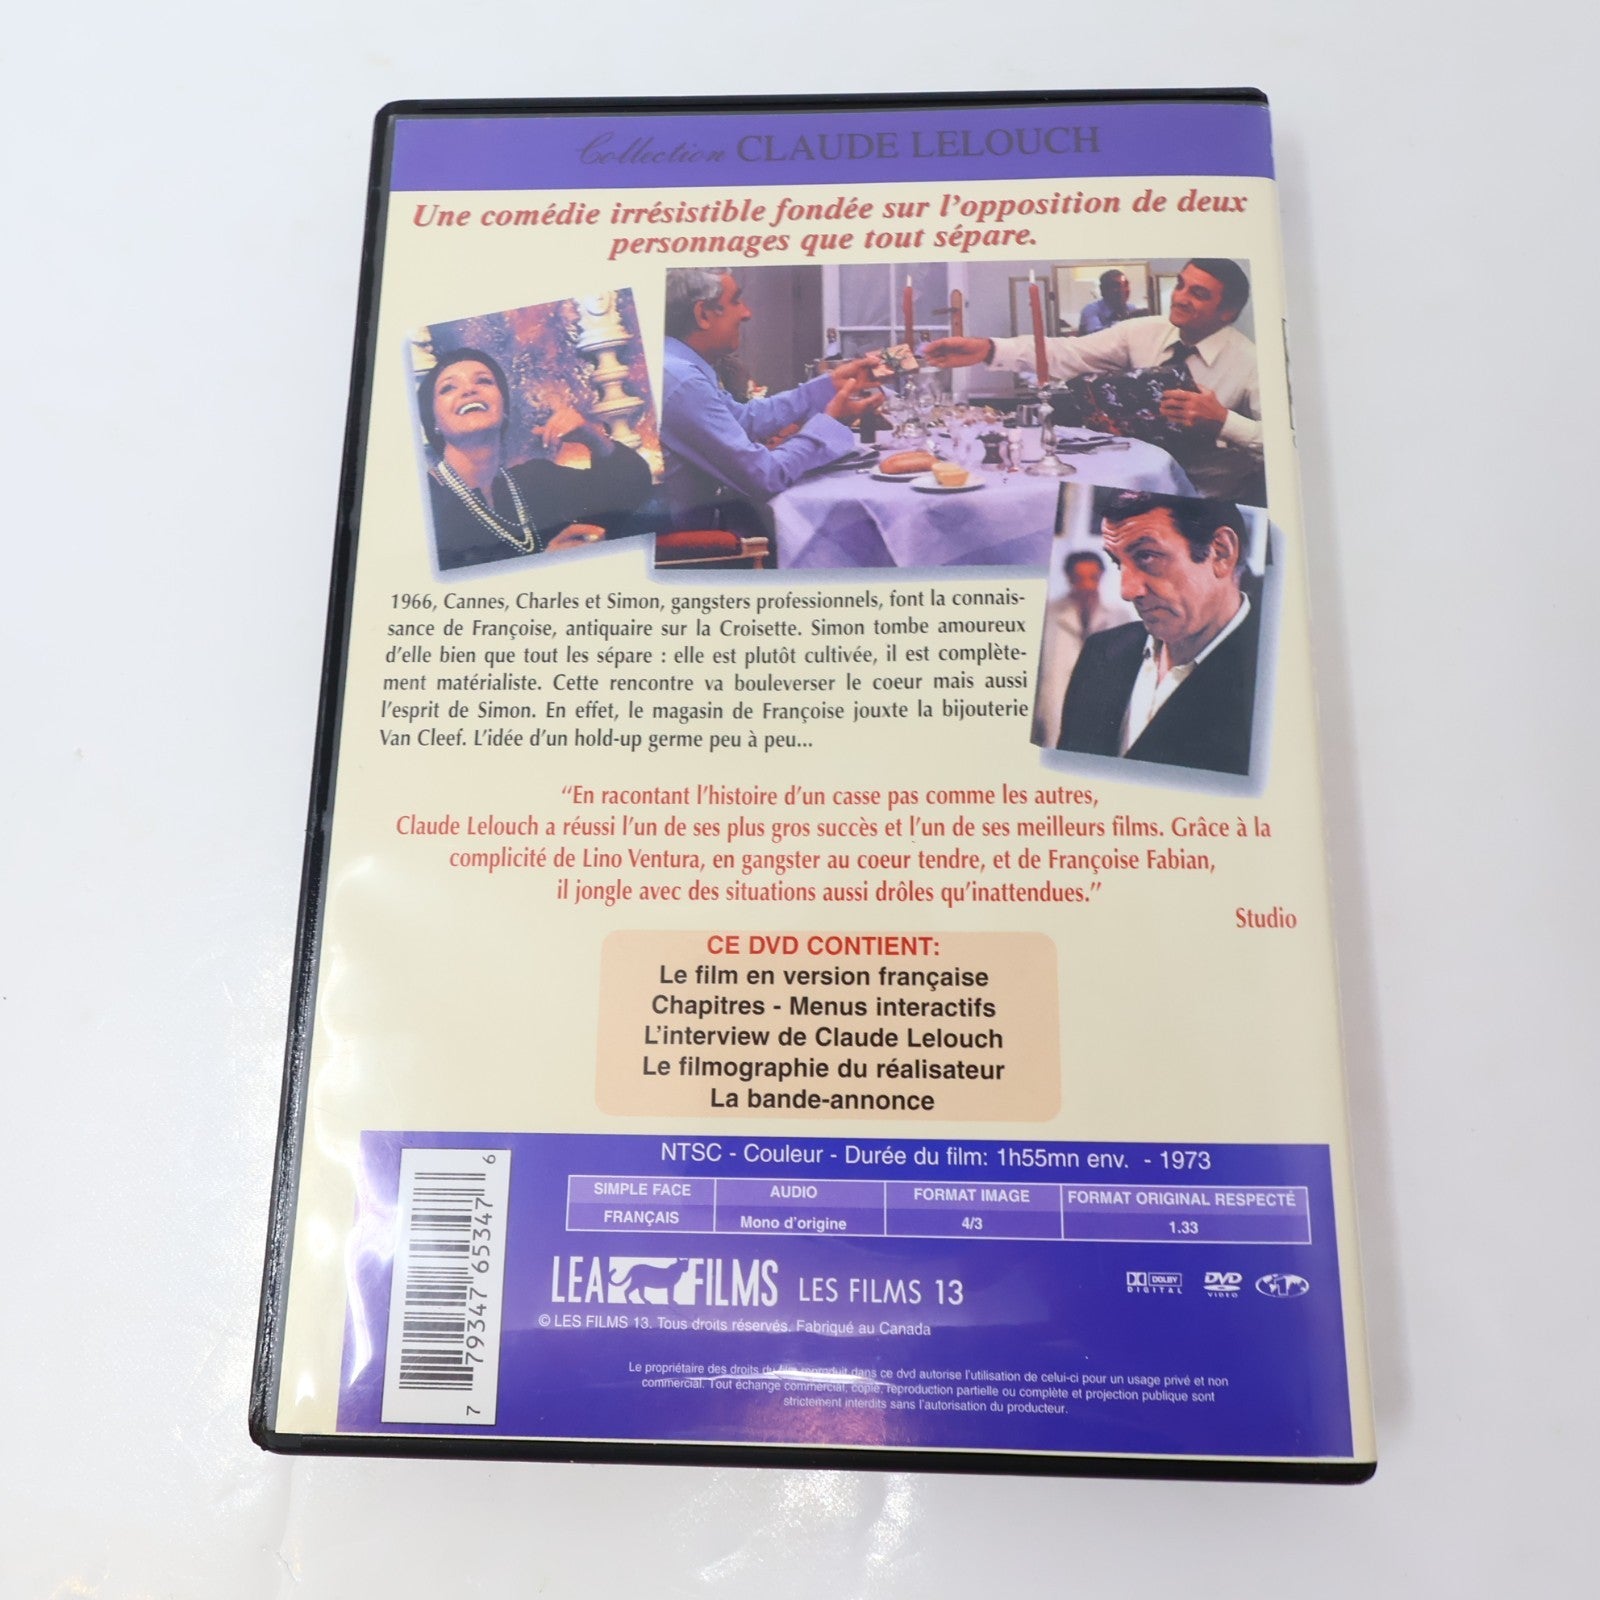 Collection CLAUDE LELOUCH
Une comédie irrésistible fondée sur l'opposition de deux
personnages que tout sépare.
1966, Cannes, Charles et Simon, gangsters professionnels, font la connais-
sance de Françoise, antiquaire sur la Croisette. Simon tombe amoureux
d'elle bien que tout les sépare : elle est plutôt cultivée, il est complète-
ment matérialiste. Cette rencontre va bouleverser le coeur mais aussi
l'esprit de Simon. En effet, le magasin de Françoise jouxte la bijouterie
Van Cleef. L'idée d'un hold-up germe peu à peu...
"En racontant l'histoire d'un casse pas comme les autres,
Claude Lelouch a réussi l'un de ses plus gros succès et l'un de ses meilleurs films. Grâce à la
complicité de Lino Ventura, en gangster au coeur tendre, et de Françoise Fabian,
il jongle avec des situations aussi drôles qu'inattendues."
Studio
CE DVD CONTIENT:
Le film en version française
Chapitres - Menus interactifs
L'interview de Claude Lelouch
Le filmographie du réalisateur
La bande-annonce
NTSC - Couleur - Durée du film: 1h55mn env. - 1973
SIMPLE FACE AUDIO FORMAT IMAGE FORMAT ORIGINAL RESPECTÉ
FRANÇAIS Mono d'origine 4/3 1.33
LEA FILMS LES FILMS 13
DOLBY DIGITAL DVD VIDEO
© LES FILMS 13. Tous droits réservés. Fabriqué au Canada
Le propriétaire des droits du film reproduit dans ce dvd autorise l'utilisation de celui-ci pour un usage privé et non
commercial. Tout échange commercial, copie, reproduction partielle ou complète et projection publique sont
strictement interdits sans l'autorisation du producteur.
7 79347 65347 6